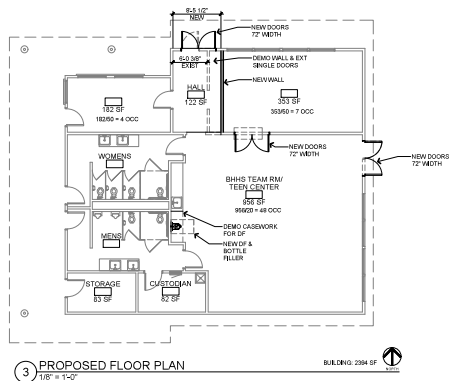 8'-5 1/2"
NEW
NEW DOORS
72" WIDTH
6'-0 3/8"
EXIST
DEMO WALL & EXT
SINGLE DOORS
NEW WALL
HALL
122 SF
182 SF
182/50 = 4 OCC
353 SF
353/50 = 7 OCC
WOMENS
NEW DOORS
72" WIDTH
NEW DOORS
72" WIDTH
BHHS TEAM RM/
TEEN CENTER
956 SF
956/20 = 48 OCC
DEMO CASEWORK
FOR DF
MENS
NEW DF &
BOTTLE
FILLER
STORAGE
83 SF
CUSTODIAN
62 SF
3
PROPOSED FLOOR PLAN
1/8" = 1'-0"
BUILDING: 2394 SF
NORTH